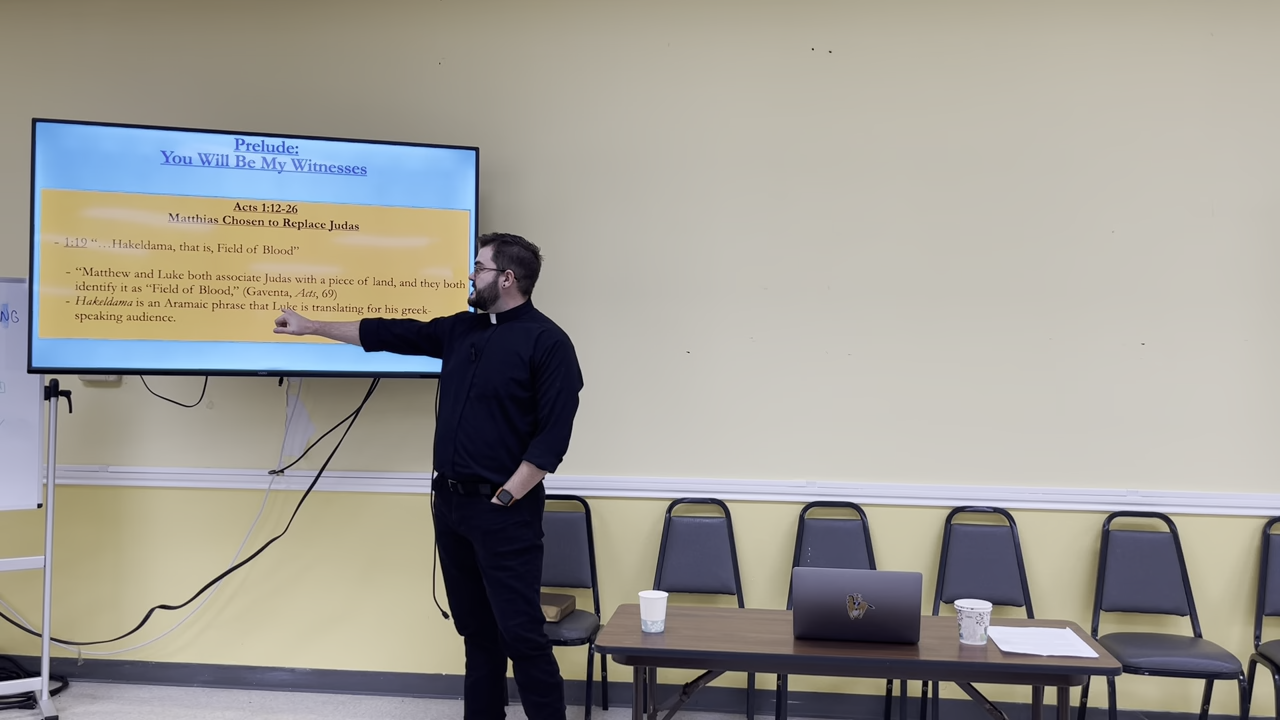 Prelude:
You Will Be My Witnesses
Acts 1:12-26
Matthias Chosen to Replace Judas
- 1:19 “…Hakeldama, that is, Field of Blood”
- “Matthew and Luke both associate Judas with a piece of land, and they both
identify it as “Field of Blood,” (Gaventa, Acts, 69)
- Hakeldama is an Aramaic phrase that Luke is translating for his greek-
speaking audience.
NG